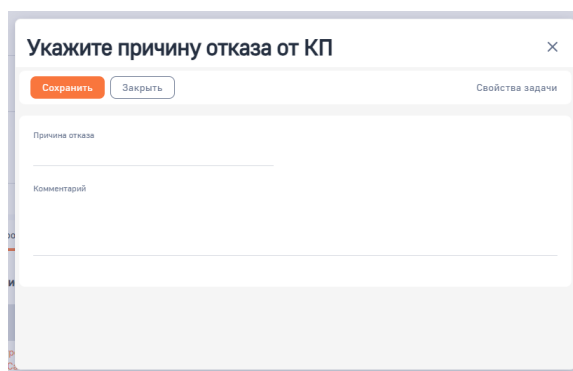 Укажите причину отказа от КП
Сохранить Закрыть Свойства задачи
Причина отказа
Комментарий